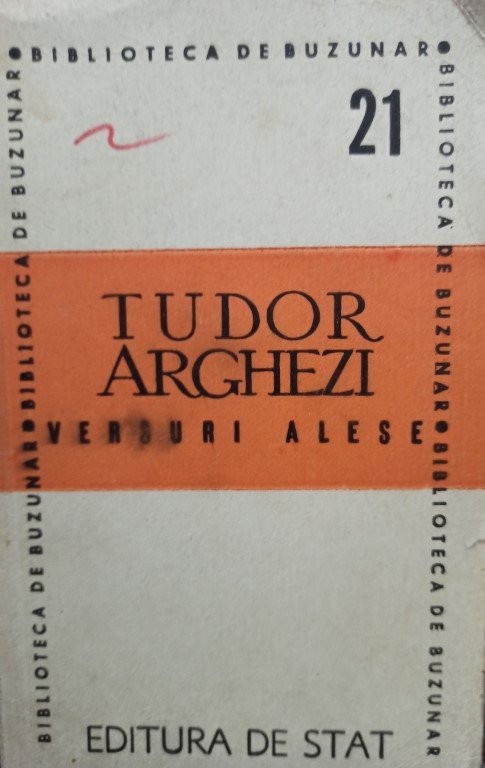 BIBLIOTECA DE BUZUNAR
21
TUDOR
ARGHEZI
VERSURI ALESE
EDITURA DE STAT
BIBLIOTECA DE BUZUNAR • BIBLIOTECA DE BUZUNAR
BIBLIOTECA DE BUZUNAR • BIBLIOTECA DE BUZUNAR